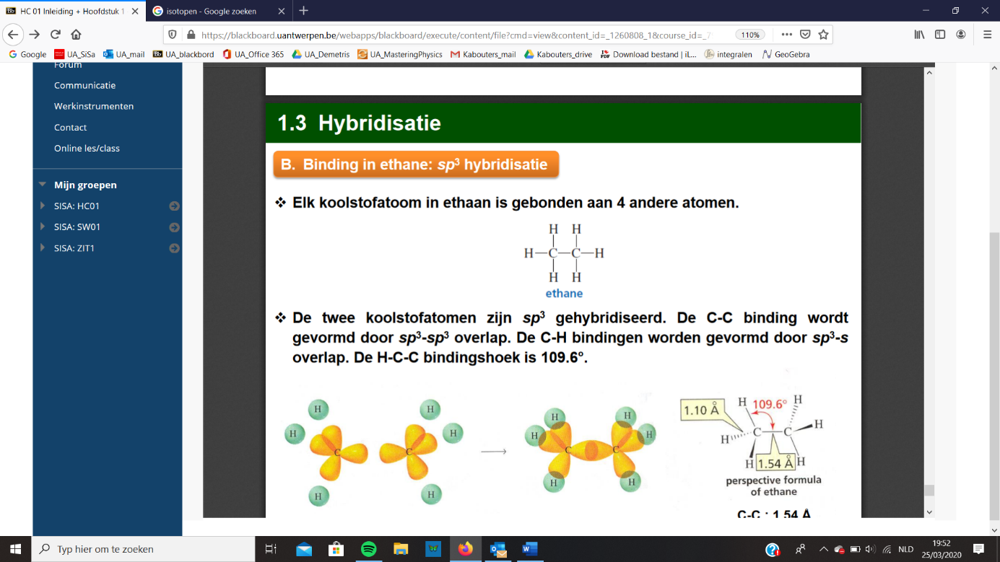 HC 01 Inleiding + Hoofdstuk 1
isotopen - Google zoeken
https://blackboard.uantwerpen.be/webapps/blackboard/execute/content/file?cmd=view&content_id=_1260808_1&course_id=_7
110%
Google
UA_SiSa
UA_mail
Bb UA_blackbord
UA_Office 365
UA_Demetris
UA_MasteringPhysics
Kabouters_mail
Kabouters_drive
Download bestand | iL...
integralen
GeoGebra
Forum
Communicatie
Werkinstrumenten
Contact
Online les/class
Mijn groepen
SISA: HC01
SISA: SW01
SISA: ZIT1
1.3 Hybridisatie
B. Binding in ethane: sp³ hybridisatie
❖ Elk koolstofatoom in ethaan is gebonden aan 4 andere atomen.
H H
H—C—C—H
H H
ethane
❖ De twee koolstofatomen zijn sp³ gehybridiseerd. De C-C binding wordt
gevormd door sp³-sp³ overlap. De C-H bindingen worden gevormd door sp³-s
overlap. De H-C-C bindingshoek is 109.6°.
H H H H
H H H H
C C C C
H H H H
1.10 Å H 109.6° H
H C C H
H 1.54 Å H
perspective formula
of ethane
C-C : 1.54 Å
Typ hier om te zoeken
NLD
19:52
25/03/2020